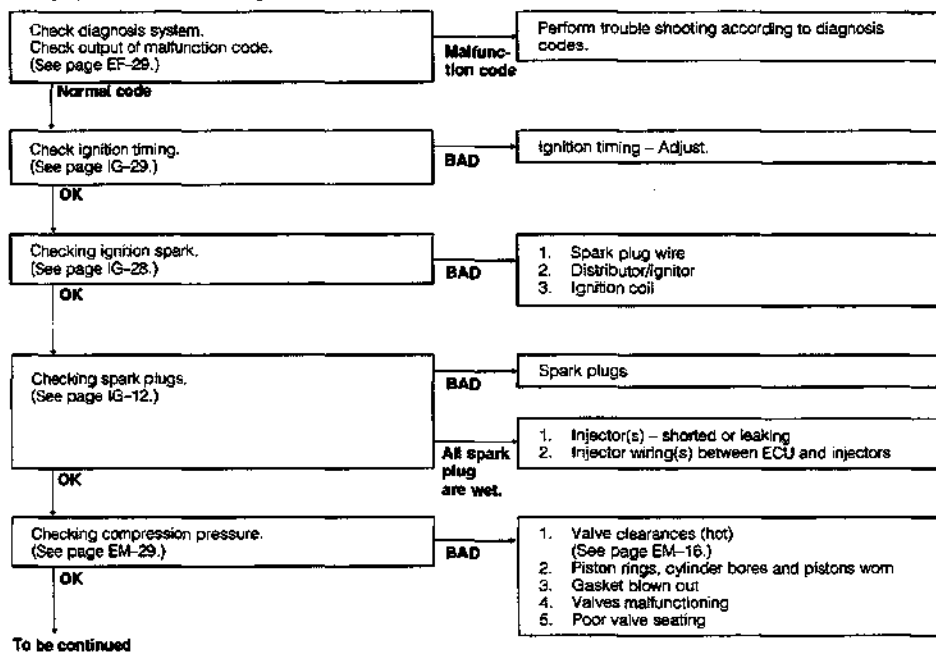 Check diagnosis system.
Check output of malfunction code.
(See page EF–29.)
Malfunc-
tion code
Perform trouble shooting according to diagnosis
codes.
Normal code
Check ignition timing.
(See page IG–29.)
BAD
Ignition timing – Adjust.
OK
Checking ignition spark.
(See page IG–28.)
BAD
1. Spark plug wire
2. Distributor/ignitor
3. Ignition coil
OK
Checking spark plugs.
(See page IG–12.)
BAD
Spark plugs
All spark
plug
are wet.
1. Injector(s) – shorted or leaking
2. Injector wiring(s) between ECU and injectors
OK
Checking compression pressure.
(See page EM–29.)
BAD
1. Valve clearances (hot)
(See page EM–16.)
2. Piston rings, cylinder bores and pistons worn
3. Gasket blown out
4. Valves malfunctioning
5. Poor valve seating
OK
To be continued